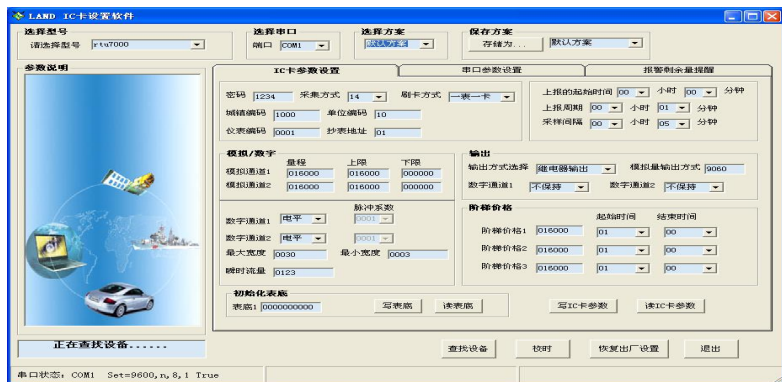 LAND IC卡设置软件
选择型号 选择串口 选择方案 保存方案
请选择型号 rtu7000 端口 COM1 默认方案 存储为... 默认方案
参数说明 IC卡参数设置 串口参数设置 报警剩余量提醒
密码 1234 采集方式 14 刷卡方式 一表一卡 上报的起始时间 00 小时 00 分钟
城镇编码 1000 单位编码 10 上报周期 00 小时 01 分钟
仪表编码 0001 抄表地址 01 采样间隔 00 小时 05 分钟
模拟/数字 输出
量程 上限 下限 输出方式选择 继电器输出 模拟量输出方式 9060
模拟通道1 016000 016000 000000
模拟通道2 016000 016000 000000 数字通道1 不保持 数字通道2 不保持
脉冲系数 阶梯价格
数字通道1 电平 0001 起始时间 结束时间
数字通道2 电平 0001 阶梯价格1 016000 01 00
最大宽度 0030 最小宽度 0003 阶梯价格2 016000 01 00
瞬时流量 0123 阶梯价格3 016000 01 00
初始化表底
表底1 0000000000 写表底 读表底 写IC卡参数 读IC卡参数
正在查找设备...... 查找设备 校时 恢复出厂设置 退出
串口状态: COM1 Set=9600,n,8,1 True